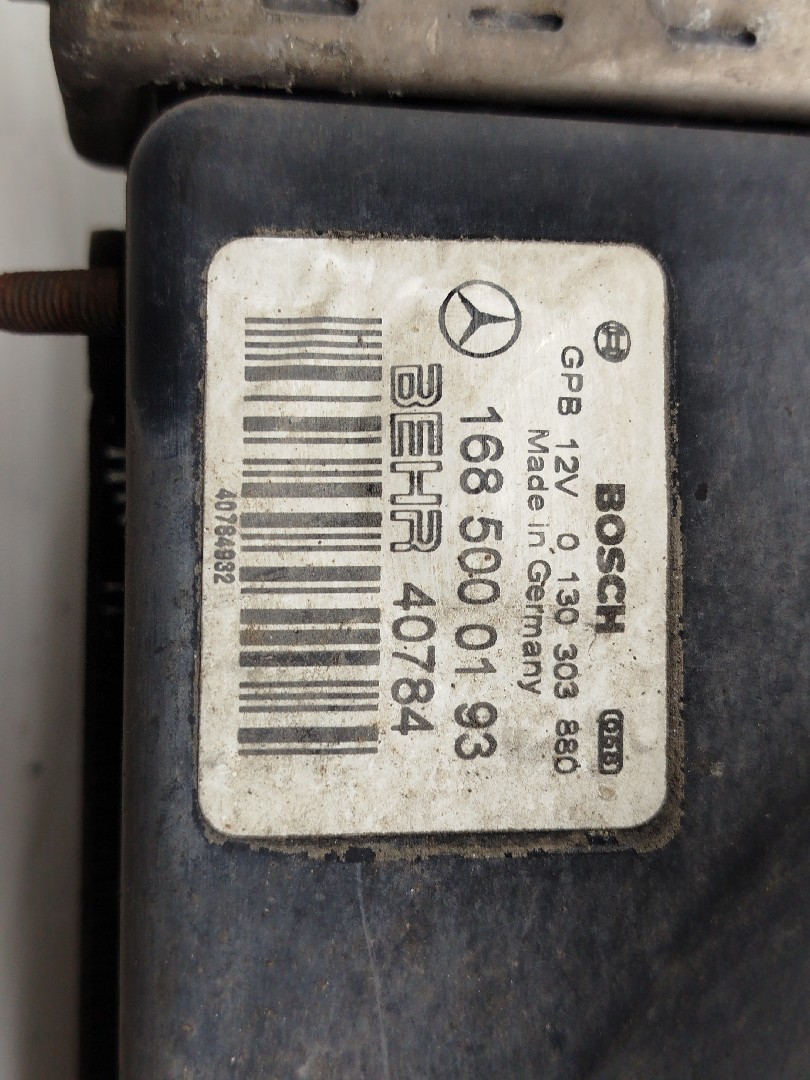 BOSCH
GPB 12V 0 130 303 880
Made in Germany
168 500 01 93
BEHR 40784
40784932